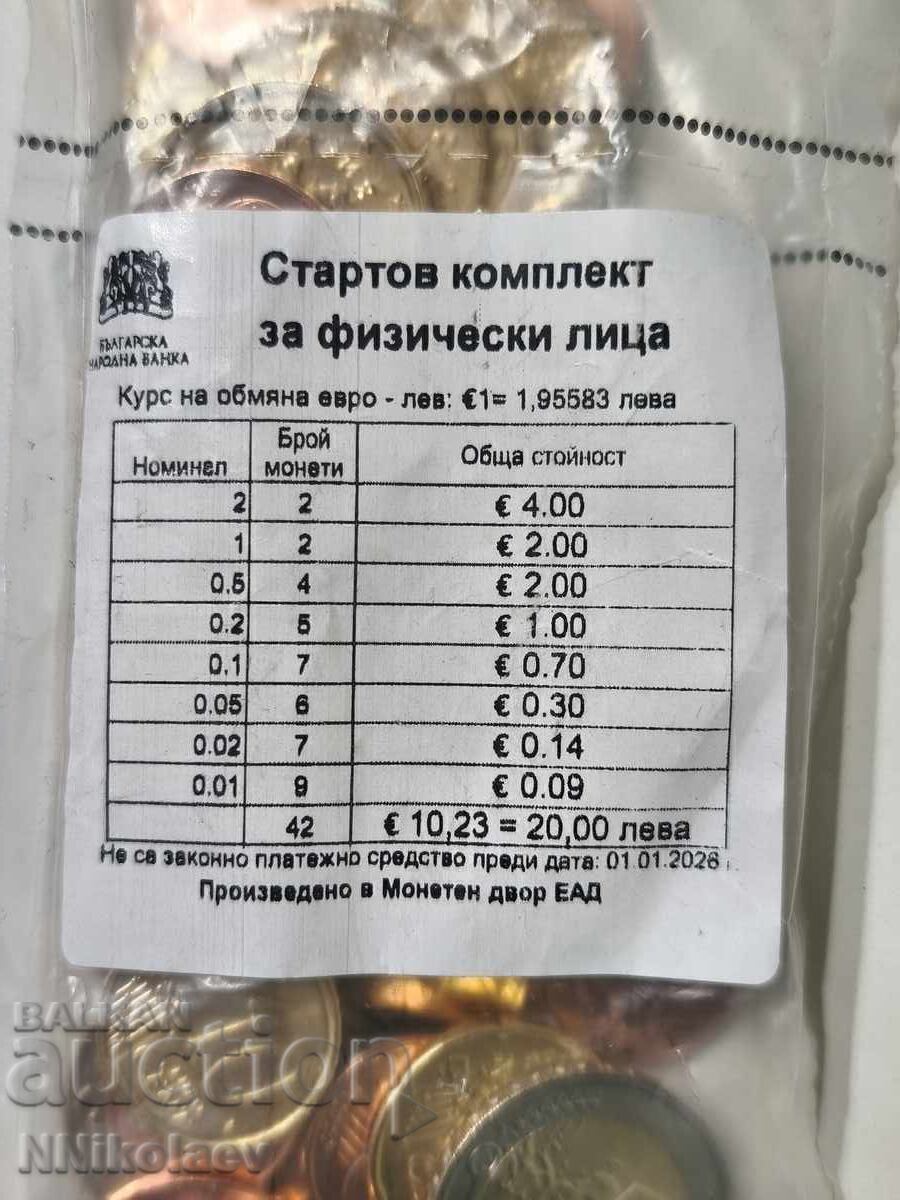 Стартов комплект
за физически лица
БЪЛГАРСКА
НАРОДНА БАНКА
Курс на обмяна евро - лев: €1= 1,95583 лева
Номинал Брой монети Обща стойност
2 2 € 4.00
1 2 € 2.00
0.5 4 € 2.00
0.2 5 € 1.00
0.1 7 € 0.70
0.05 6 € 0.30
0.02 7 € 0.14
0.01 9 € 0.09
42 € 10,23 = 20,00 лева
Не са законно платежно средство преди дата: 01.01.2026 г.
Произведено в Монетен двор ЕАД
BALKAN
auction
NNikolaev